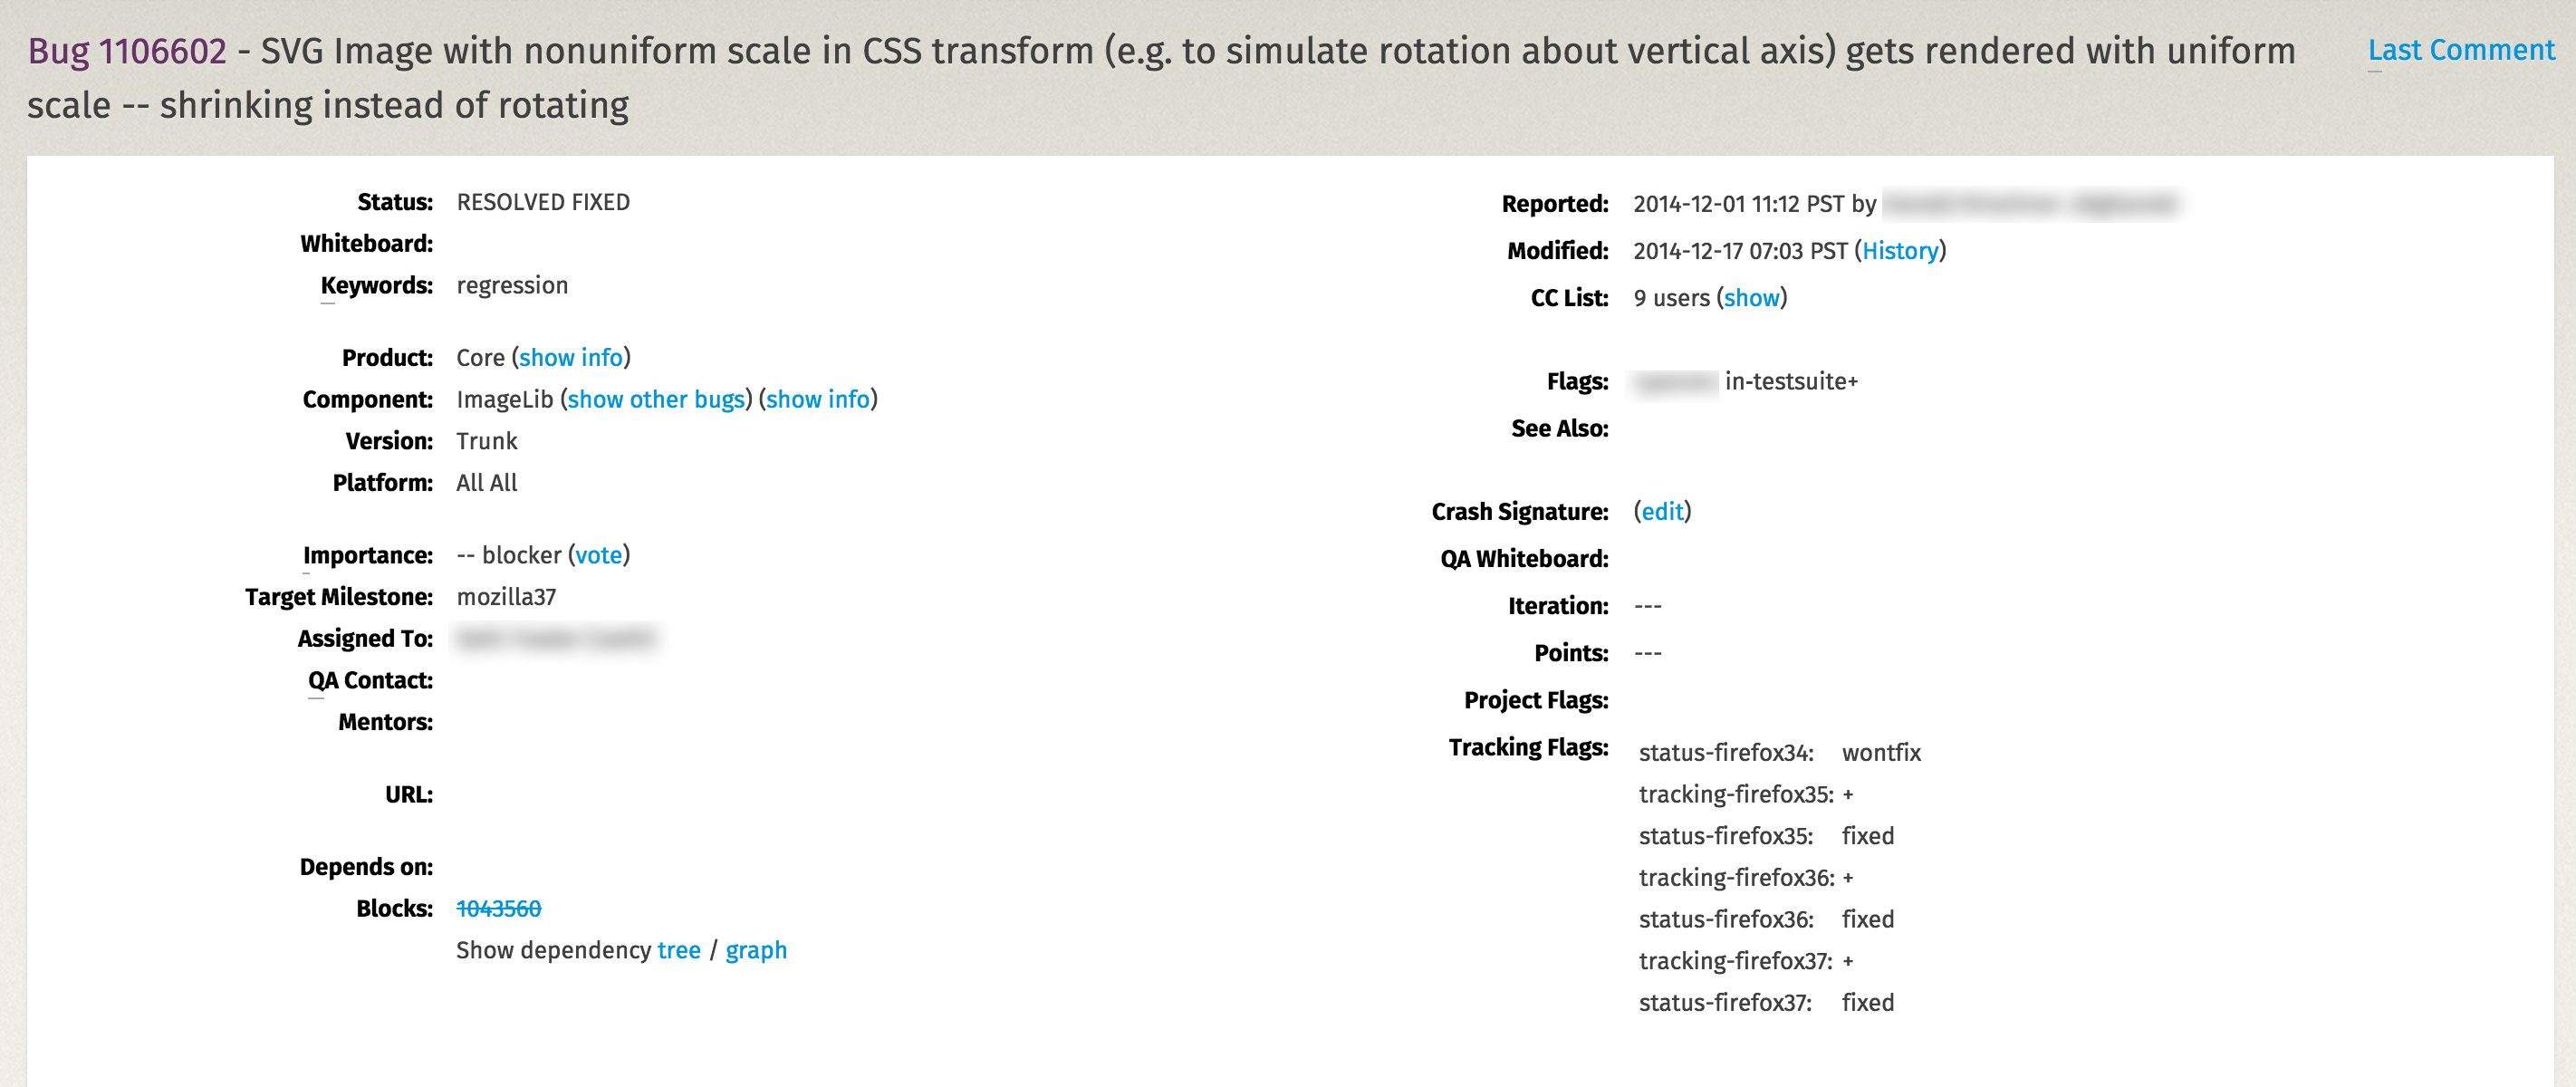 Bug 1106602 - SVG Image with nonuniform scale in CSS transform (e.g. to simulate rotation about vertical axis) gets rendered with uniform
scale -- shrinking instead of rotating
Last Comment
Status: RESOLVED FIXED
Whiteboard:
Keywords: regression
Product: Core (show info)
Component: ImageLib (show other bugs) (show info)
Version: Trunk
Platform: All All
Importance: -- blocker (vote)
Target Milestone: mozilla37
Assigned To:
QA Contact:
Mentors:
URL:
Depends on:
Blocks: 1043560
Show dependency tree / graph
Reported: 2014-12-01 11:12 PST by
Modified: 2014-12-17 07:03 PST (History)
CC List: 9 users (show)
Flags: in-testsuite+
See Also:
Crash Signature: (edit)
QA Whiteboard:
Iteration: ---
Points: ---
Project Flags:
Tracking Flags: status-firefox34: wontfix
tracking-firefox35: +
status-firefox35: fixed
tracking-firefox36: +
status-firefox36: fixed
tracking-firefox37: +
status-firefox37: fixed